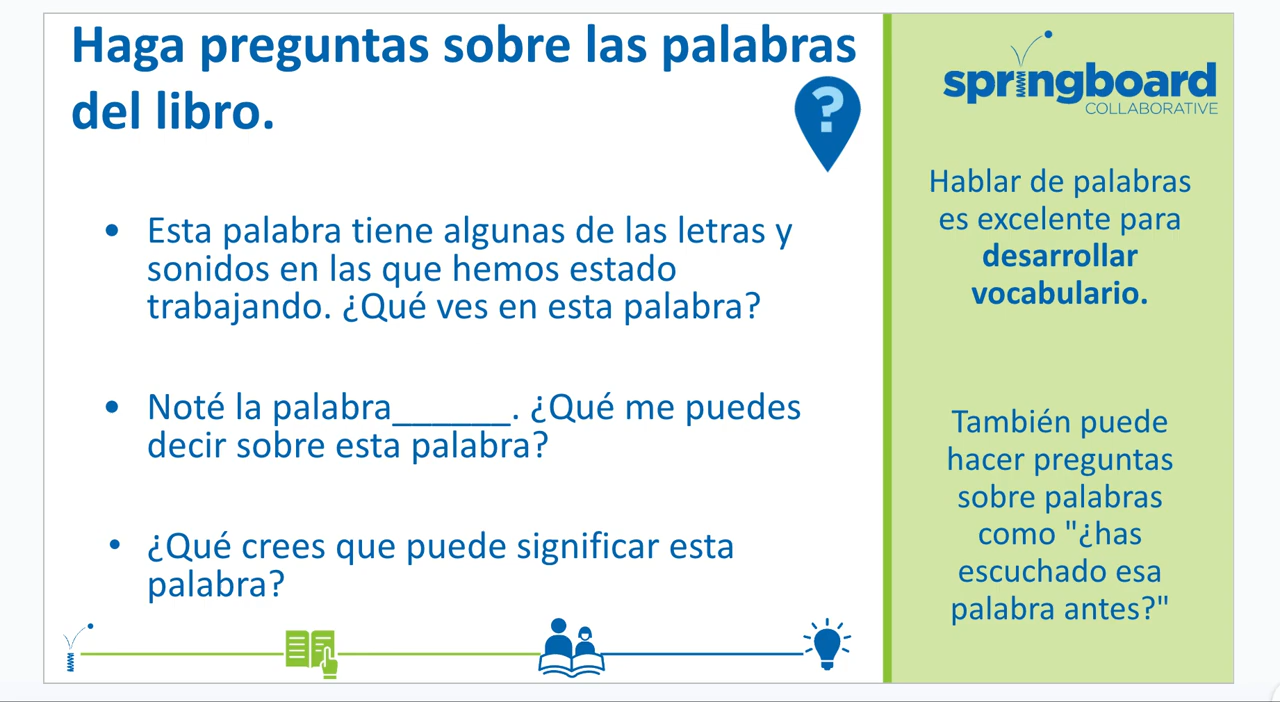 Haga preguntas sobre las palabras
del libro.
?
• Esta palabra tiene algunas de las letras y
sonidos en las que hemos estado
trabajando. ¿Qué ves en esta palabra?
• Noté la palabra______. ¿Qué me puedes
decir sobre esta palabra?
• ¿Qué crees que puede significar esta
palabra?
springboard
COLLABORATIVE
Hablar de palabras
es excelente para
desarrollar
vocabulario.
También puede
hacer preguntas
sobre palabras
como "¿has
escuchado esa
palabra antes?"